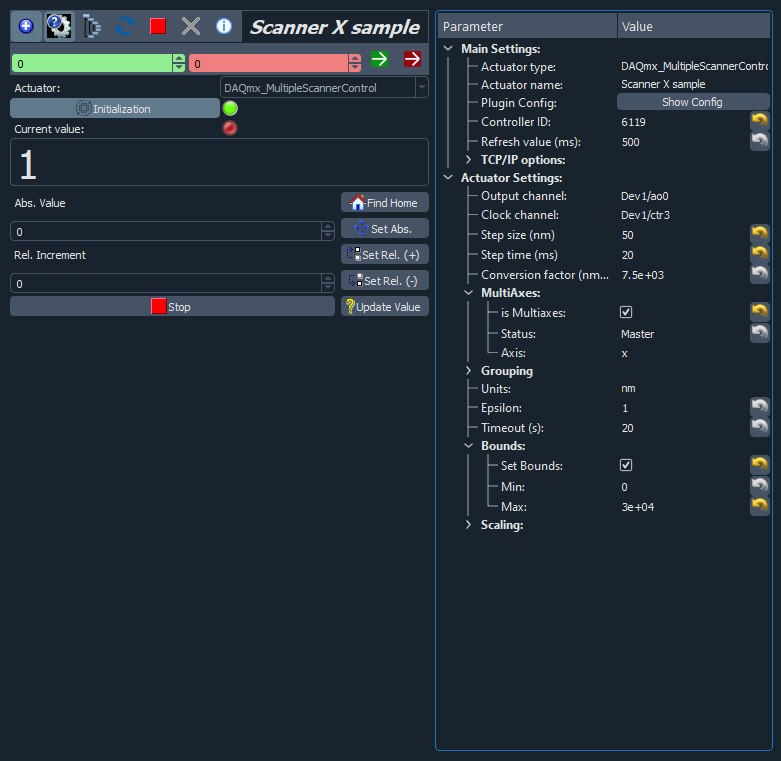 Scanner X sample
0
0
Actuator:
DAQmx_MultipleScannerControl
Initialization
Current value:
1
Abs. Value
Find Home
0
Set Abs.
Rel. Increment
Set Rel. (+)
0
Set Rel. (-)
Stop
Update Value
Parameter
Value
Main Settings:
Actuator type:
DAQmx_MultipleScannerContro
Actuator name:
Scanner X sample
Plugin Config:
Show Config
Controller ID:
6119
Refresh value (ms):
500
TCP/IP options:
Actuator Settings:
Output channel:
Dev1/ao0
Clock channel:
Dev1/ctr3
Step size (nm)
50
Step time (ms)
20
Conversion factor (nm...
7.5e+03
MultiAxes:
is Multiaxes:
Status:
Master
Axis:
x
Grouping
Units:
nm
Epsilon:
1
Timeout (s):
20
Bounds:
Set Bounds:
Min:
0
Max:
3e+04
Scaling: